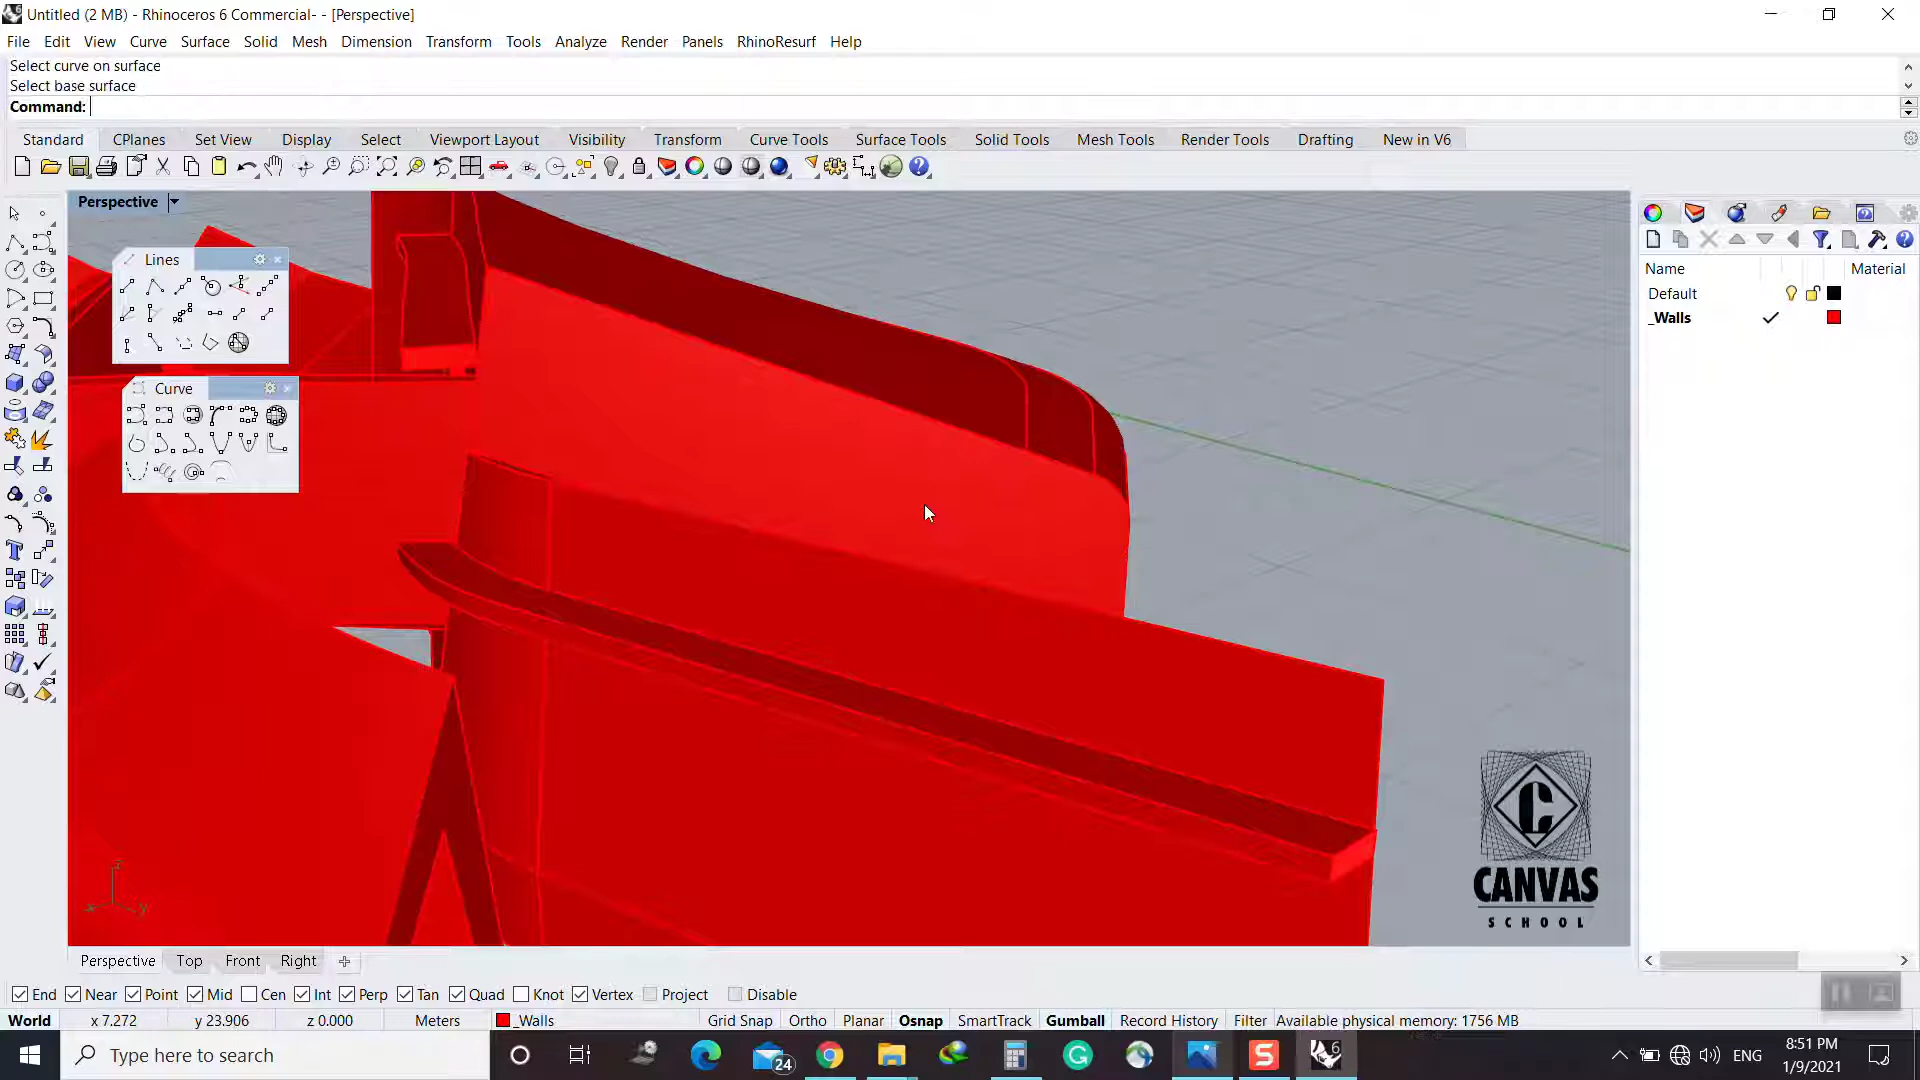 Untitled (2 MB) - Rhinoceros 6 Commercial- - [Perspective]
File Edit View Curve Surface Solid Mesh Dimension Transform Tools Analyze Render Panels RhinoResurf Help
Select curve on surface
Select base surface
Command:
Standard CPlanes Set View Display Select Viewport Layout Visibility Transform Curve Tools Surface Tools Solid Tools Mesh Tools Render Tools Drafting New in V6
Perspective
Lines
Curve
Name Material
Default
_Walls
z
x y
CANVAS
SCHOOL
Perspective Top Front Right
End Near Point Mid Cen Int Perp Tan Quad Knot Vertex Project Disable
World x 7.272 y 23.906 z 0.000 Meters _Walls Grid Snap Ortho Planar Osnap SmartTrack Gumball Record History Filter Available physical memory: 1756 MB
Type here to search
24
ENG
8:51 PM
1/9/2021